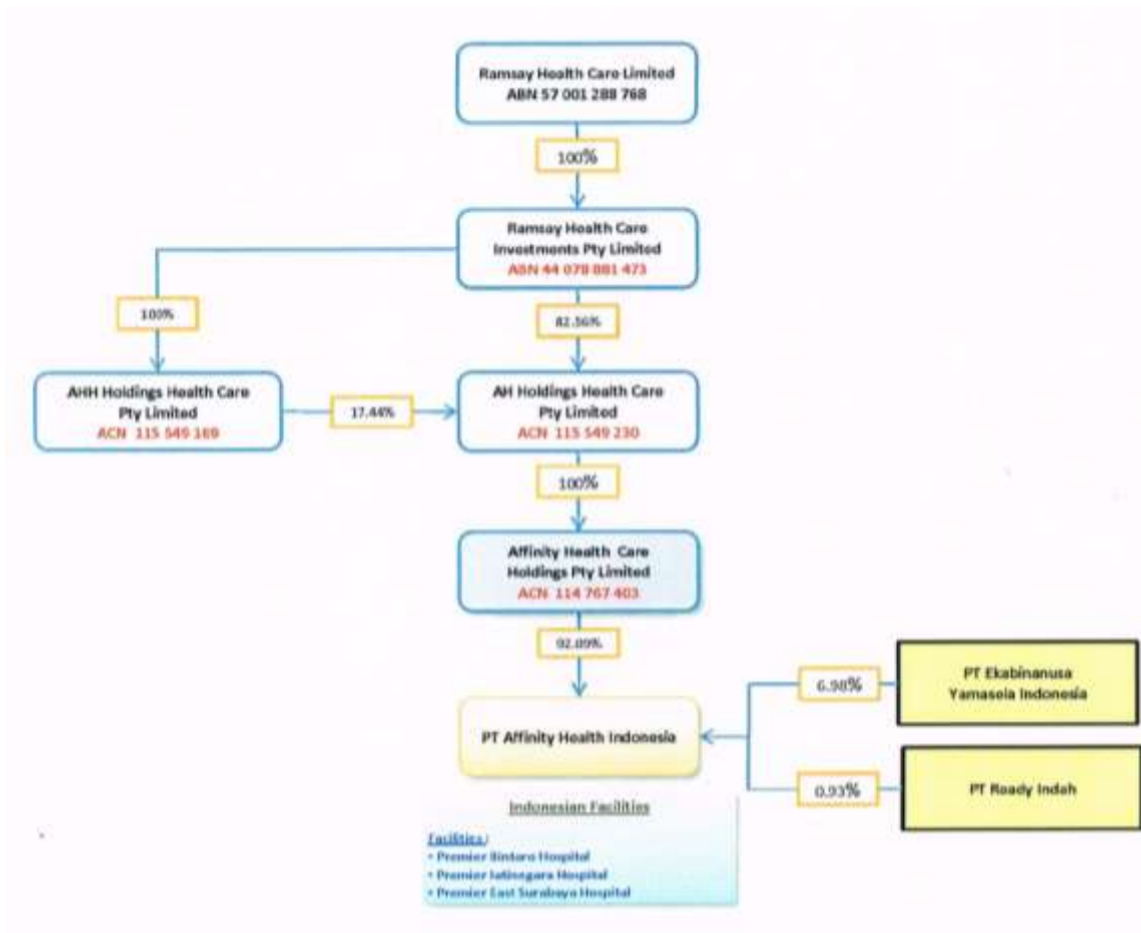 Ramsay Health Care Limited
ABN 57 001 288 768
100%
Ramsay Health Care
Investments Pty Limited
ABN 44 078 881 473
100%
82.56%
AHH Holdings Health Care
Pty Limited
ACN 115 549 169
17.44%
AH Holdings Health Care
Pty Limited
ACN 115 549 230
100%
Affinity Health Care
Holdings Pty Limited
ACN 114 767 403
92.09%
6.98%
PT Ekabinanusa
Yamasela Indonesia
PT Affinity Health Indonesia
0.93%
PT Roady Indah
Indonesian Facilities
Facilities :
• Premier Bintaro Hospital
• Premier Jatinegara Hospital
• Premier East Surabaya Hospital